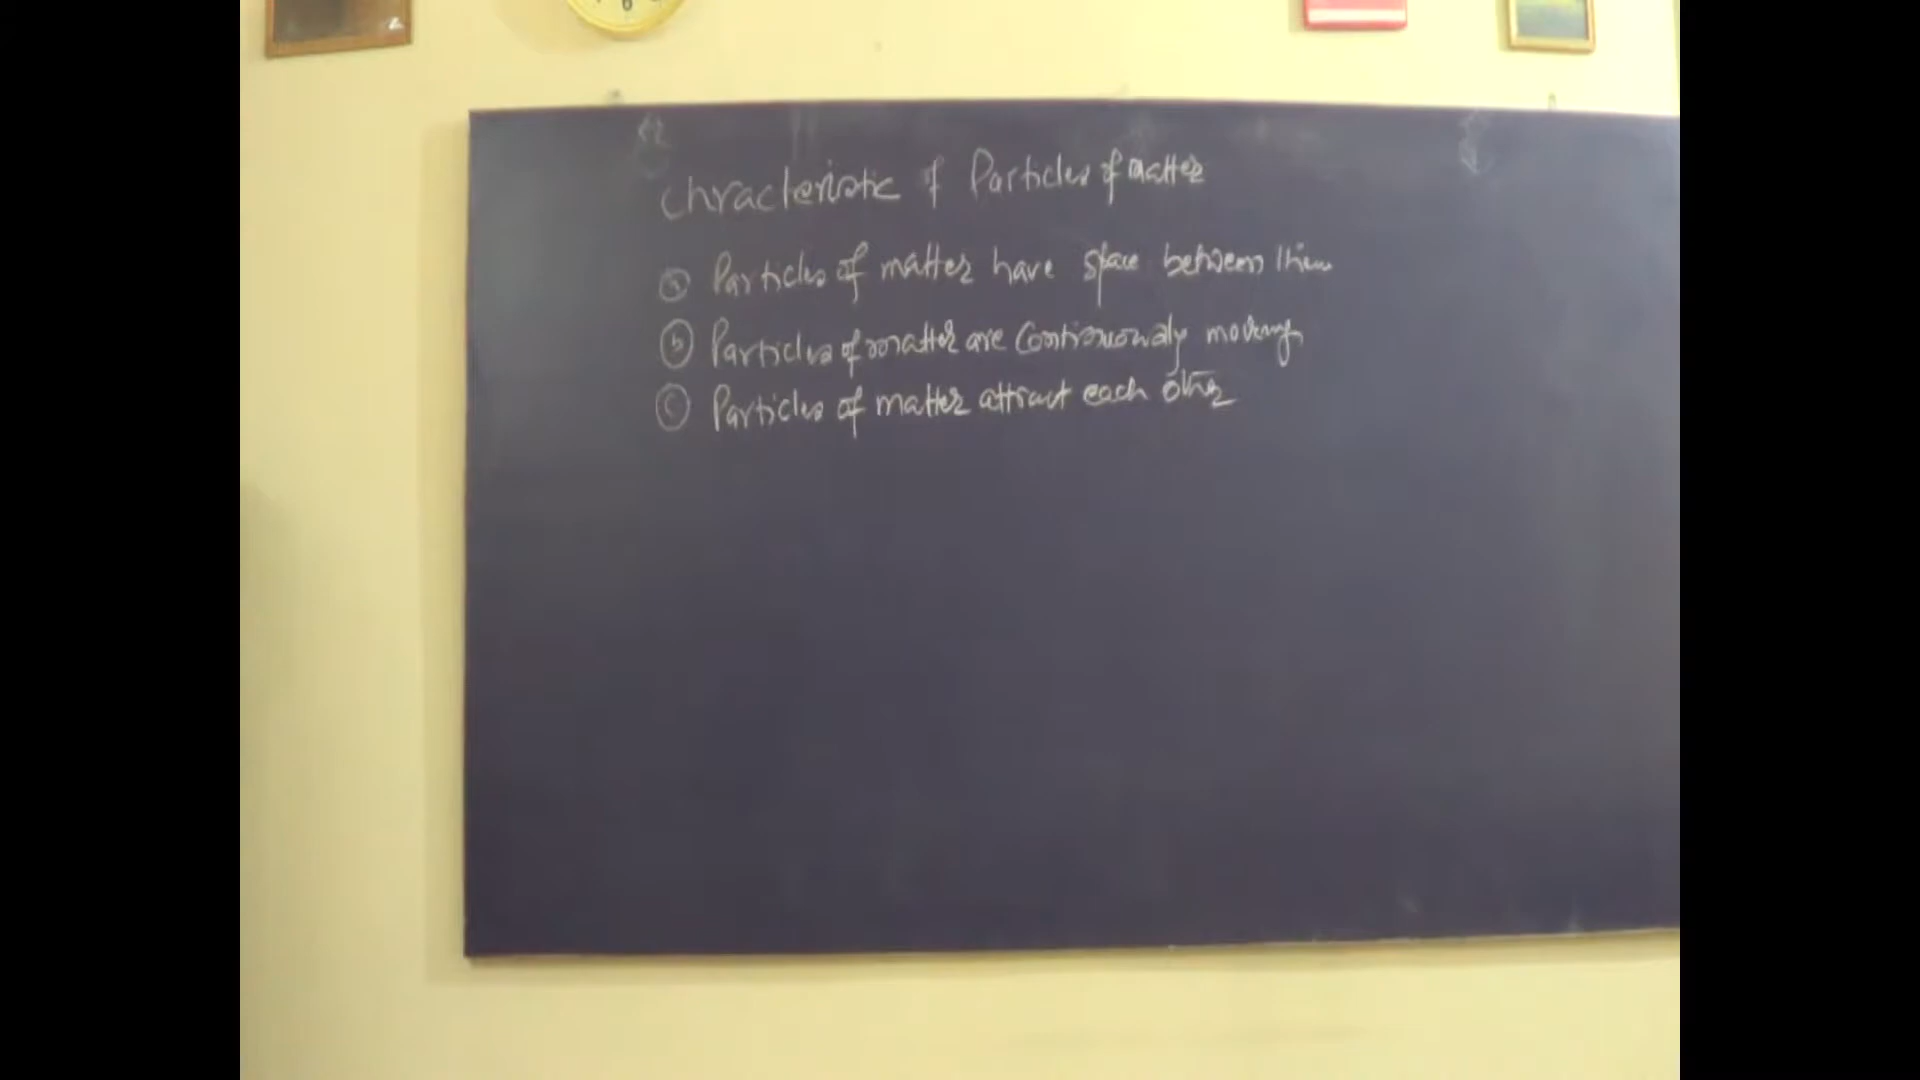 Chracteristic of Particles of matter
(a) Particles of matter have space between them
(b) Particles of matter are Continuously moving
(c) Particles of matter attract each other
6